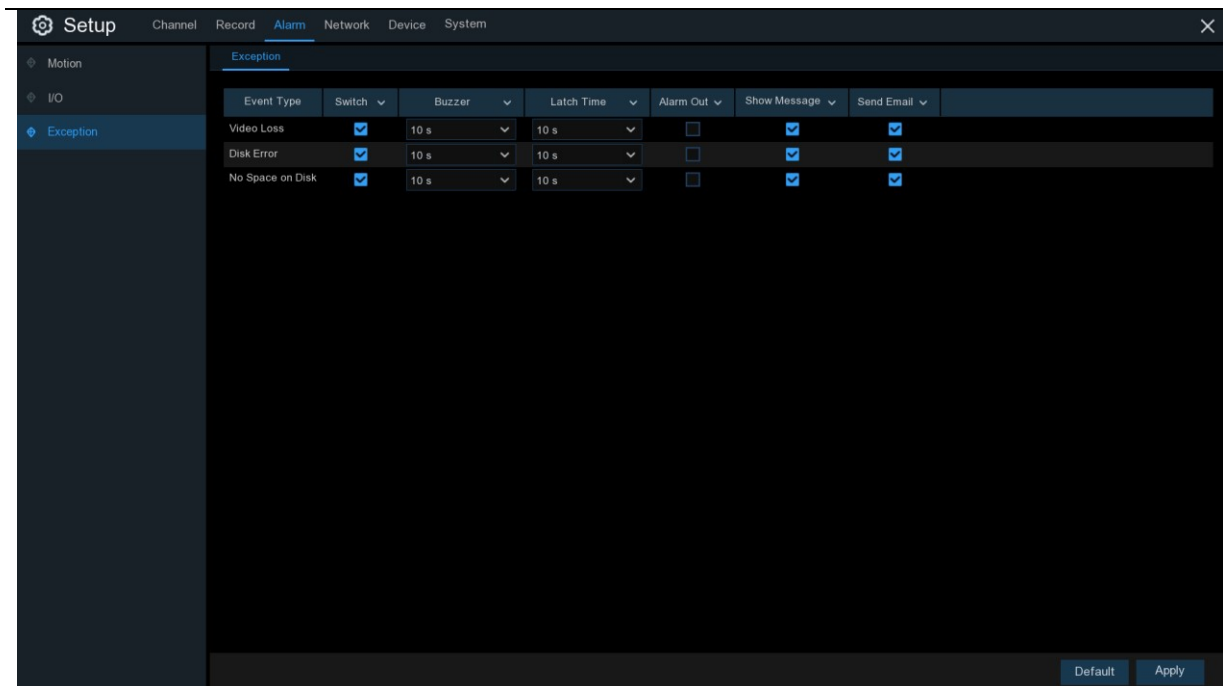 Setup Channel Record Alarm Network Device System
Motion
I/O
Exception
Exception
Event Type Switch Buzzer Latch Time Alarm Out Show Message Send Email
Video Loss 10 s 10 s
Disk Error 10 s 10 s
No Space on Disk 10 s 10 s
Default Apply